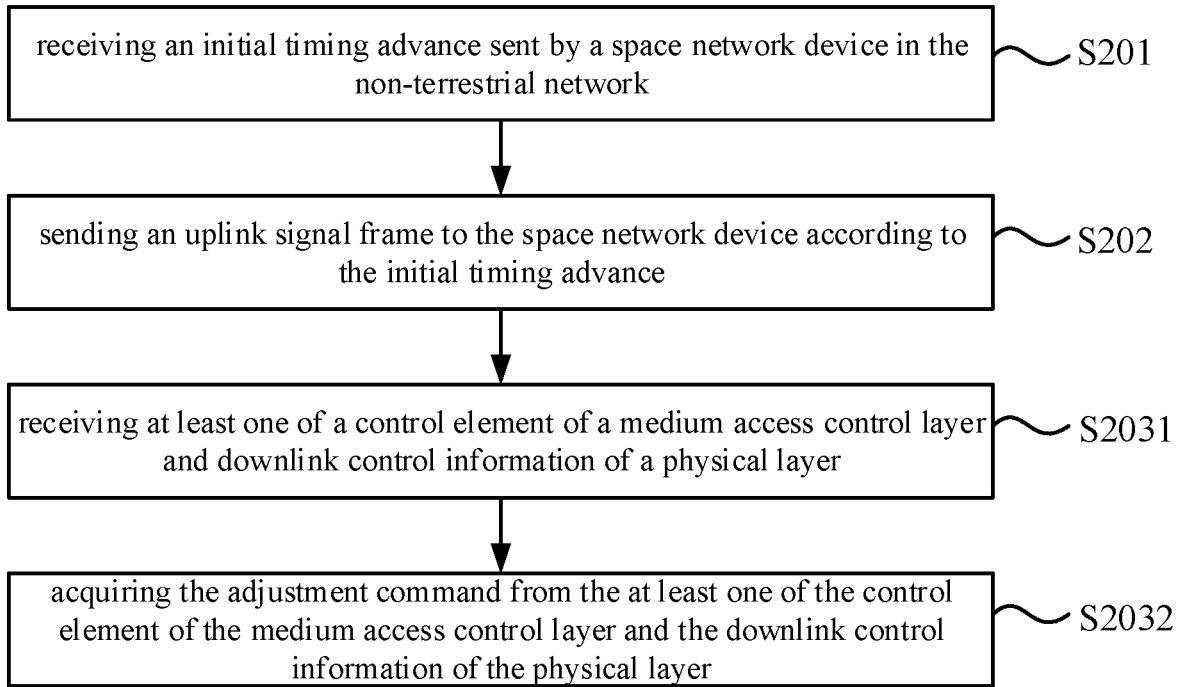 receiving an initial timing advance sent by a space network device in the
non-terrestrial network
S201
sending an uplink signal frame to the space network device according to
the initial timing advance
S202
receiving at least one of a control element of a medium access control layer
and downlink control information of a physical layer
S2031
acquiring the adjustment command from the at least one of the control
element of the medium access control layer and the downlink control
information of the physical layer
S2032